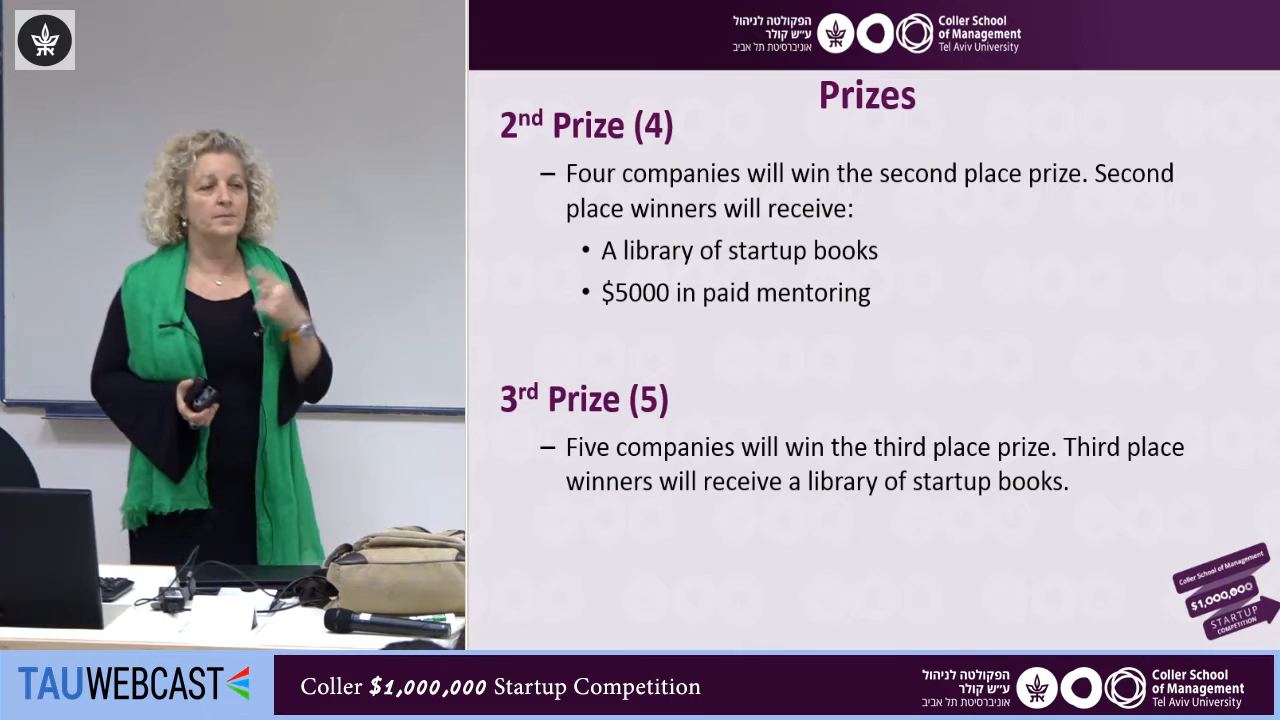 הפקולטה לניהול
ע״ש קולר
אוניברסיטת תל אביב
Coller School
of Management
Tel Aviv University
Prizes
2nd Prize (4)
– Four companies will win the second place prize. Second
place winners will receive:
• A library of startup books
• $5000 in paid mentoring
3rd Prize (5)
– Five companies will win the third place prize. Third place
winners will receive a library of startup books.
Coller School of Management
$1,000,000
STARTUP
COMPETITION
TAUWEBCAST
Coller $1,000,000 Startup Competition
הפקולטה לניהול
ע״ש קולר
אוניברסיטת תל אביב
Coller School
of Management
Tel Aviv University